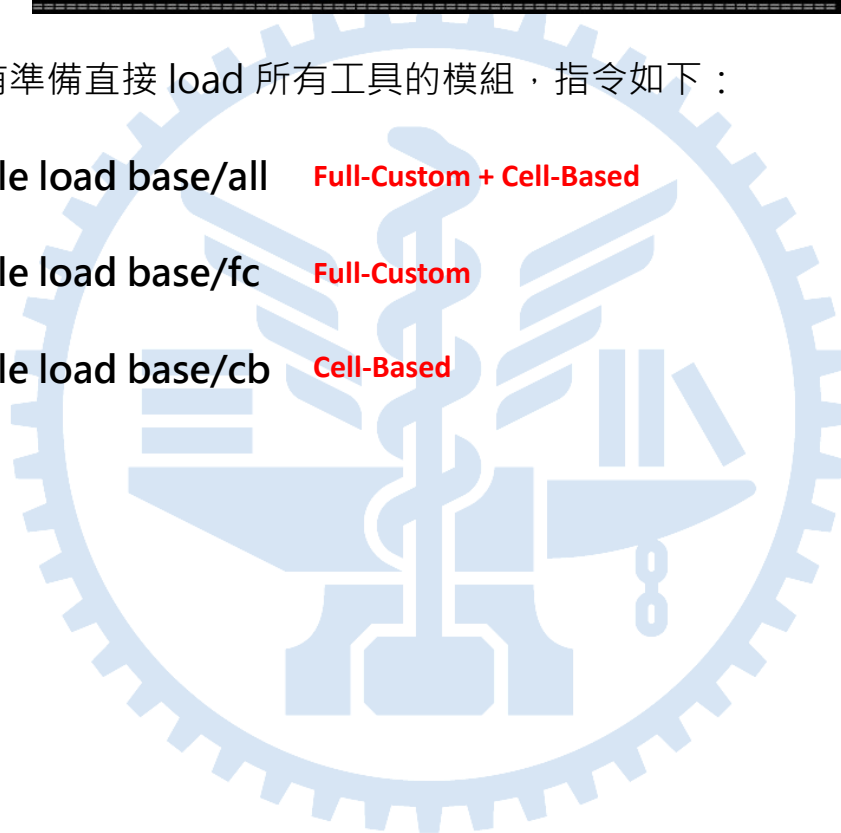 準備直接 load 所有工具的模組，指令如下：
le load base/all Full-Custom + Cell-Based
le load base/fc Full-Custom
le load base/cb Cell-Based